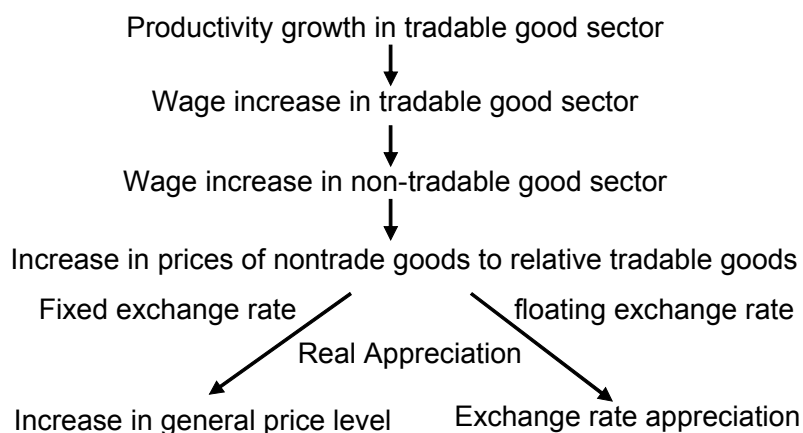 Productivity growth in tradable good sector
Wage increase in tradable good sector
Wage increase in non-tradable good sector
Increase in prices of nontrade goods to relative tradable goods
Fixed exchange rate
floating exchange rate
Real Appreciation
Increase in general price level
Exchange rate appreciation